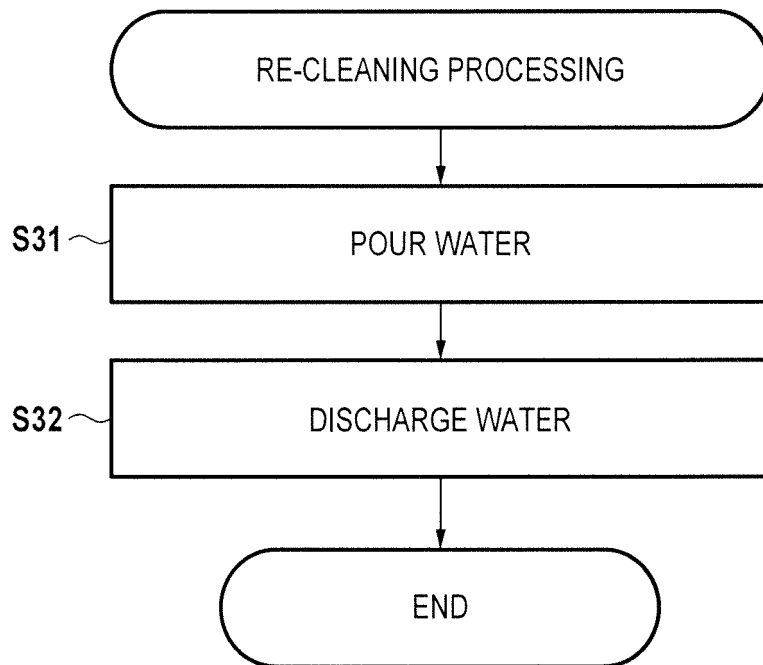 RE-CLEANING PROCESSING
S31
POUR WATER
S32
DISCHARGE WATER
END